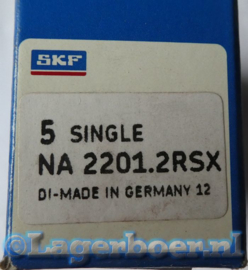 SKF
5 SINGLE
NA 2201.2RSX
DI-MADE IN GERMANY 12
© Lagerboer.nl